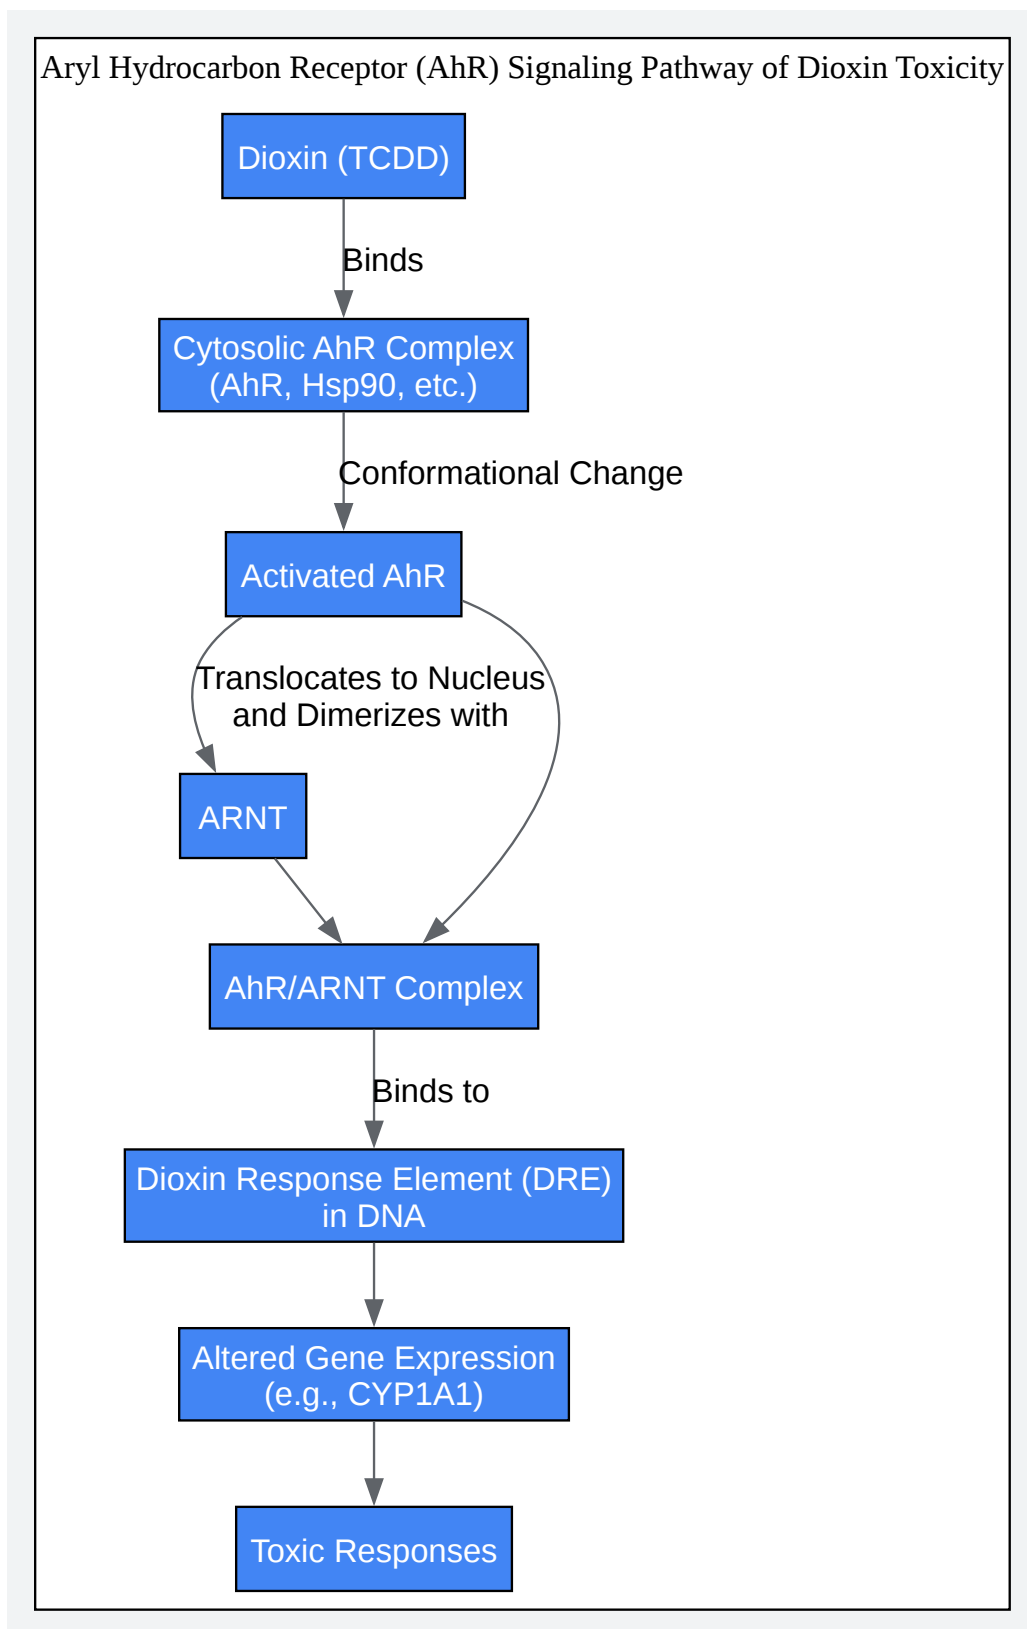 Aryl Hydrocarbon Receptor (AhR) Signaling Pathway of Dioxin Toxicity
Dioxin (TCDD)
Binds
Cytosolic AhR Complex
(AhR, Hsp90, etc.)
Conformational Change
Activated AhR
Translocates to Nucleus
and Dimerizes with
ARNT
AhR/ARNT Complex
Binds to
Dioxin Response Element (DRE)
in DNA
Altered Gene Expression
(e.g., CYP1A1)
Toxic Responses